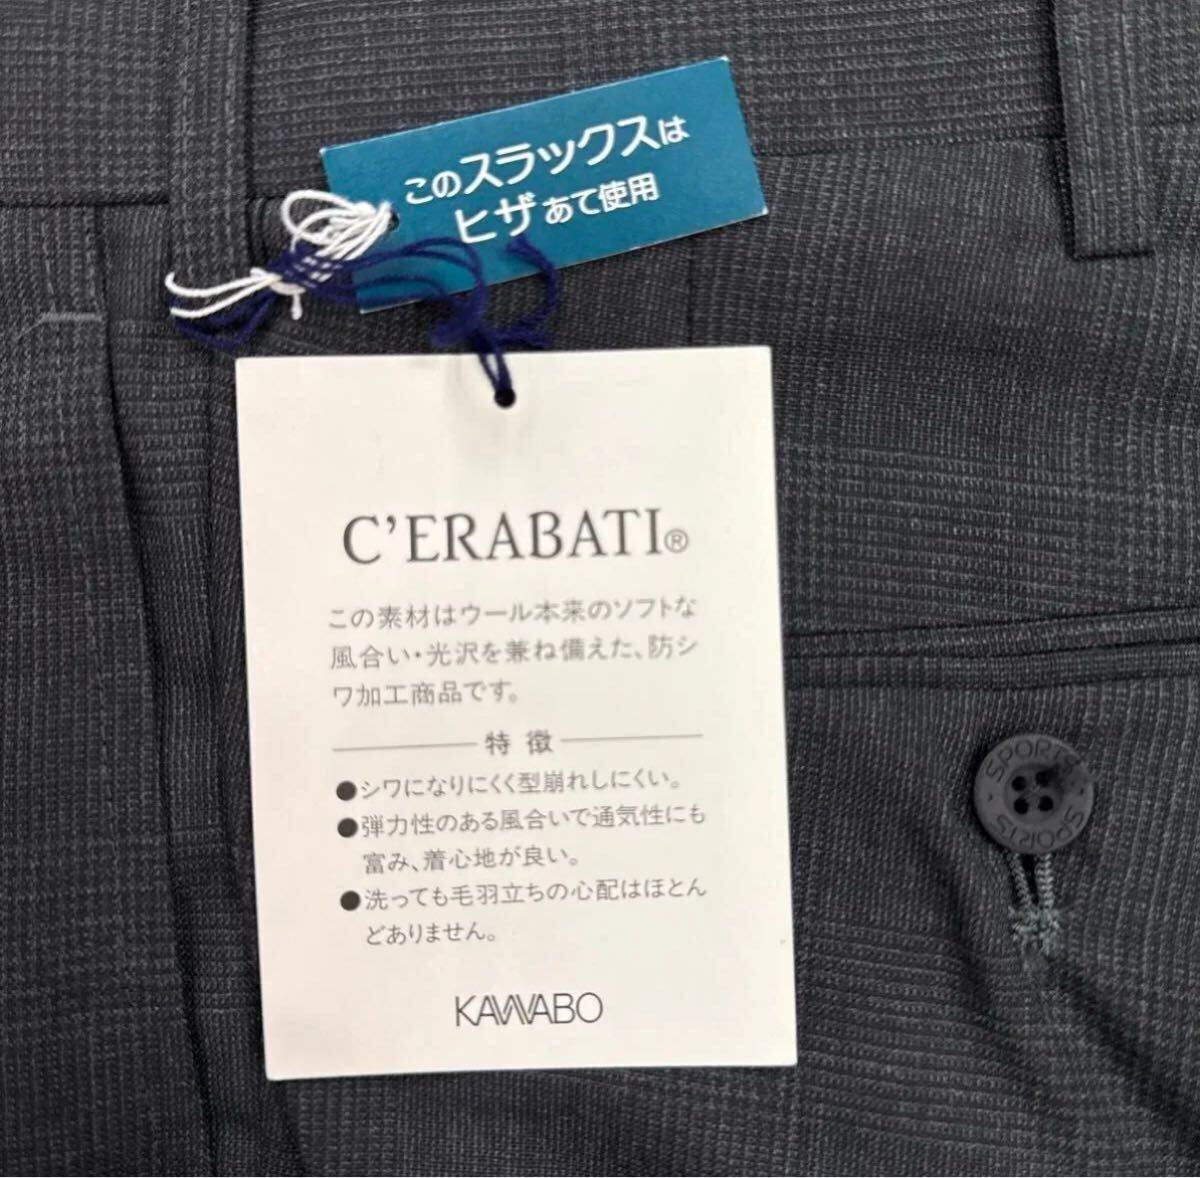 このスラックスは
ヒザあて使用
C'ERABATI®
この素材はウール本来のソフトな
風合い・光沢を兼ね備えた、防シ
ワ加工商品です。
特徴
●シワになりにくく型崩れしにくい。
●弾力性のある風合いで通気性にも
富み、着心地が良い。
●洗っても毛羽立ちの心配はほとん
どありません。
KAWABO
SPORTS
SPORTS